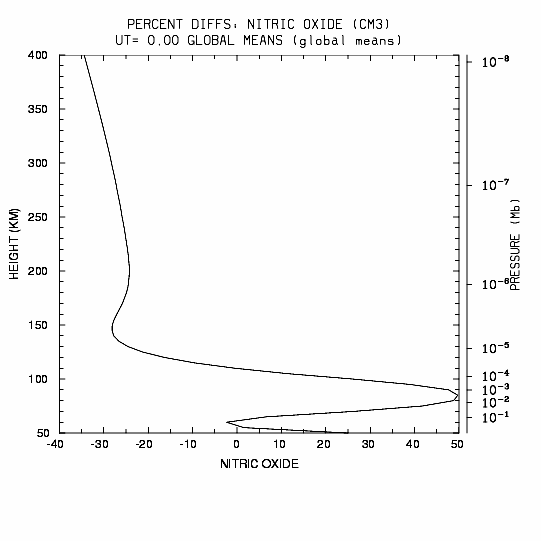 PERCENT DIFFS: NITRIC OXIDE (CM3)
UT= 0.00 GLOBAL MEANS (global means)
400
350
300
250
200
150
100
50
HEIGHT (KM)
-40 -30 -20 -10 0 10 20 30 40 50
NITRIC OXIDE
10⁻⁸
10⁻⁷
10⁻⁶
10⁻⁵
10⁻⁴
10⁻³
10⁻²
10⁻¹
PRESSURE (Mb)